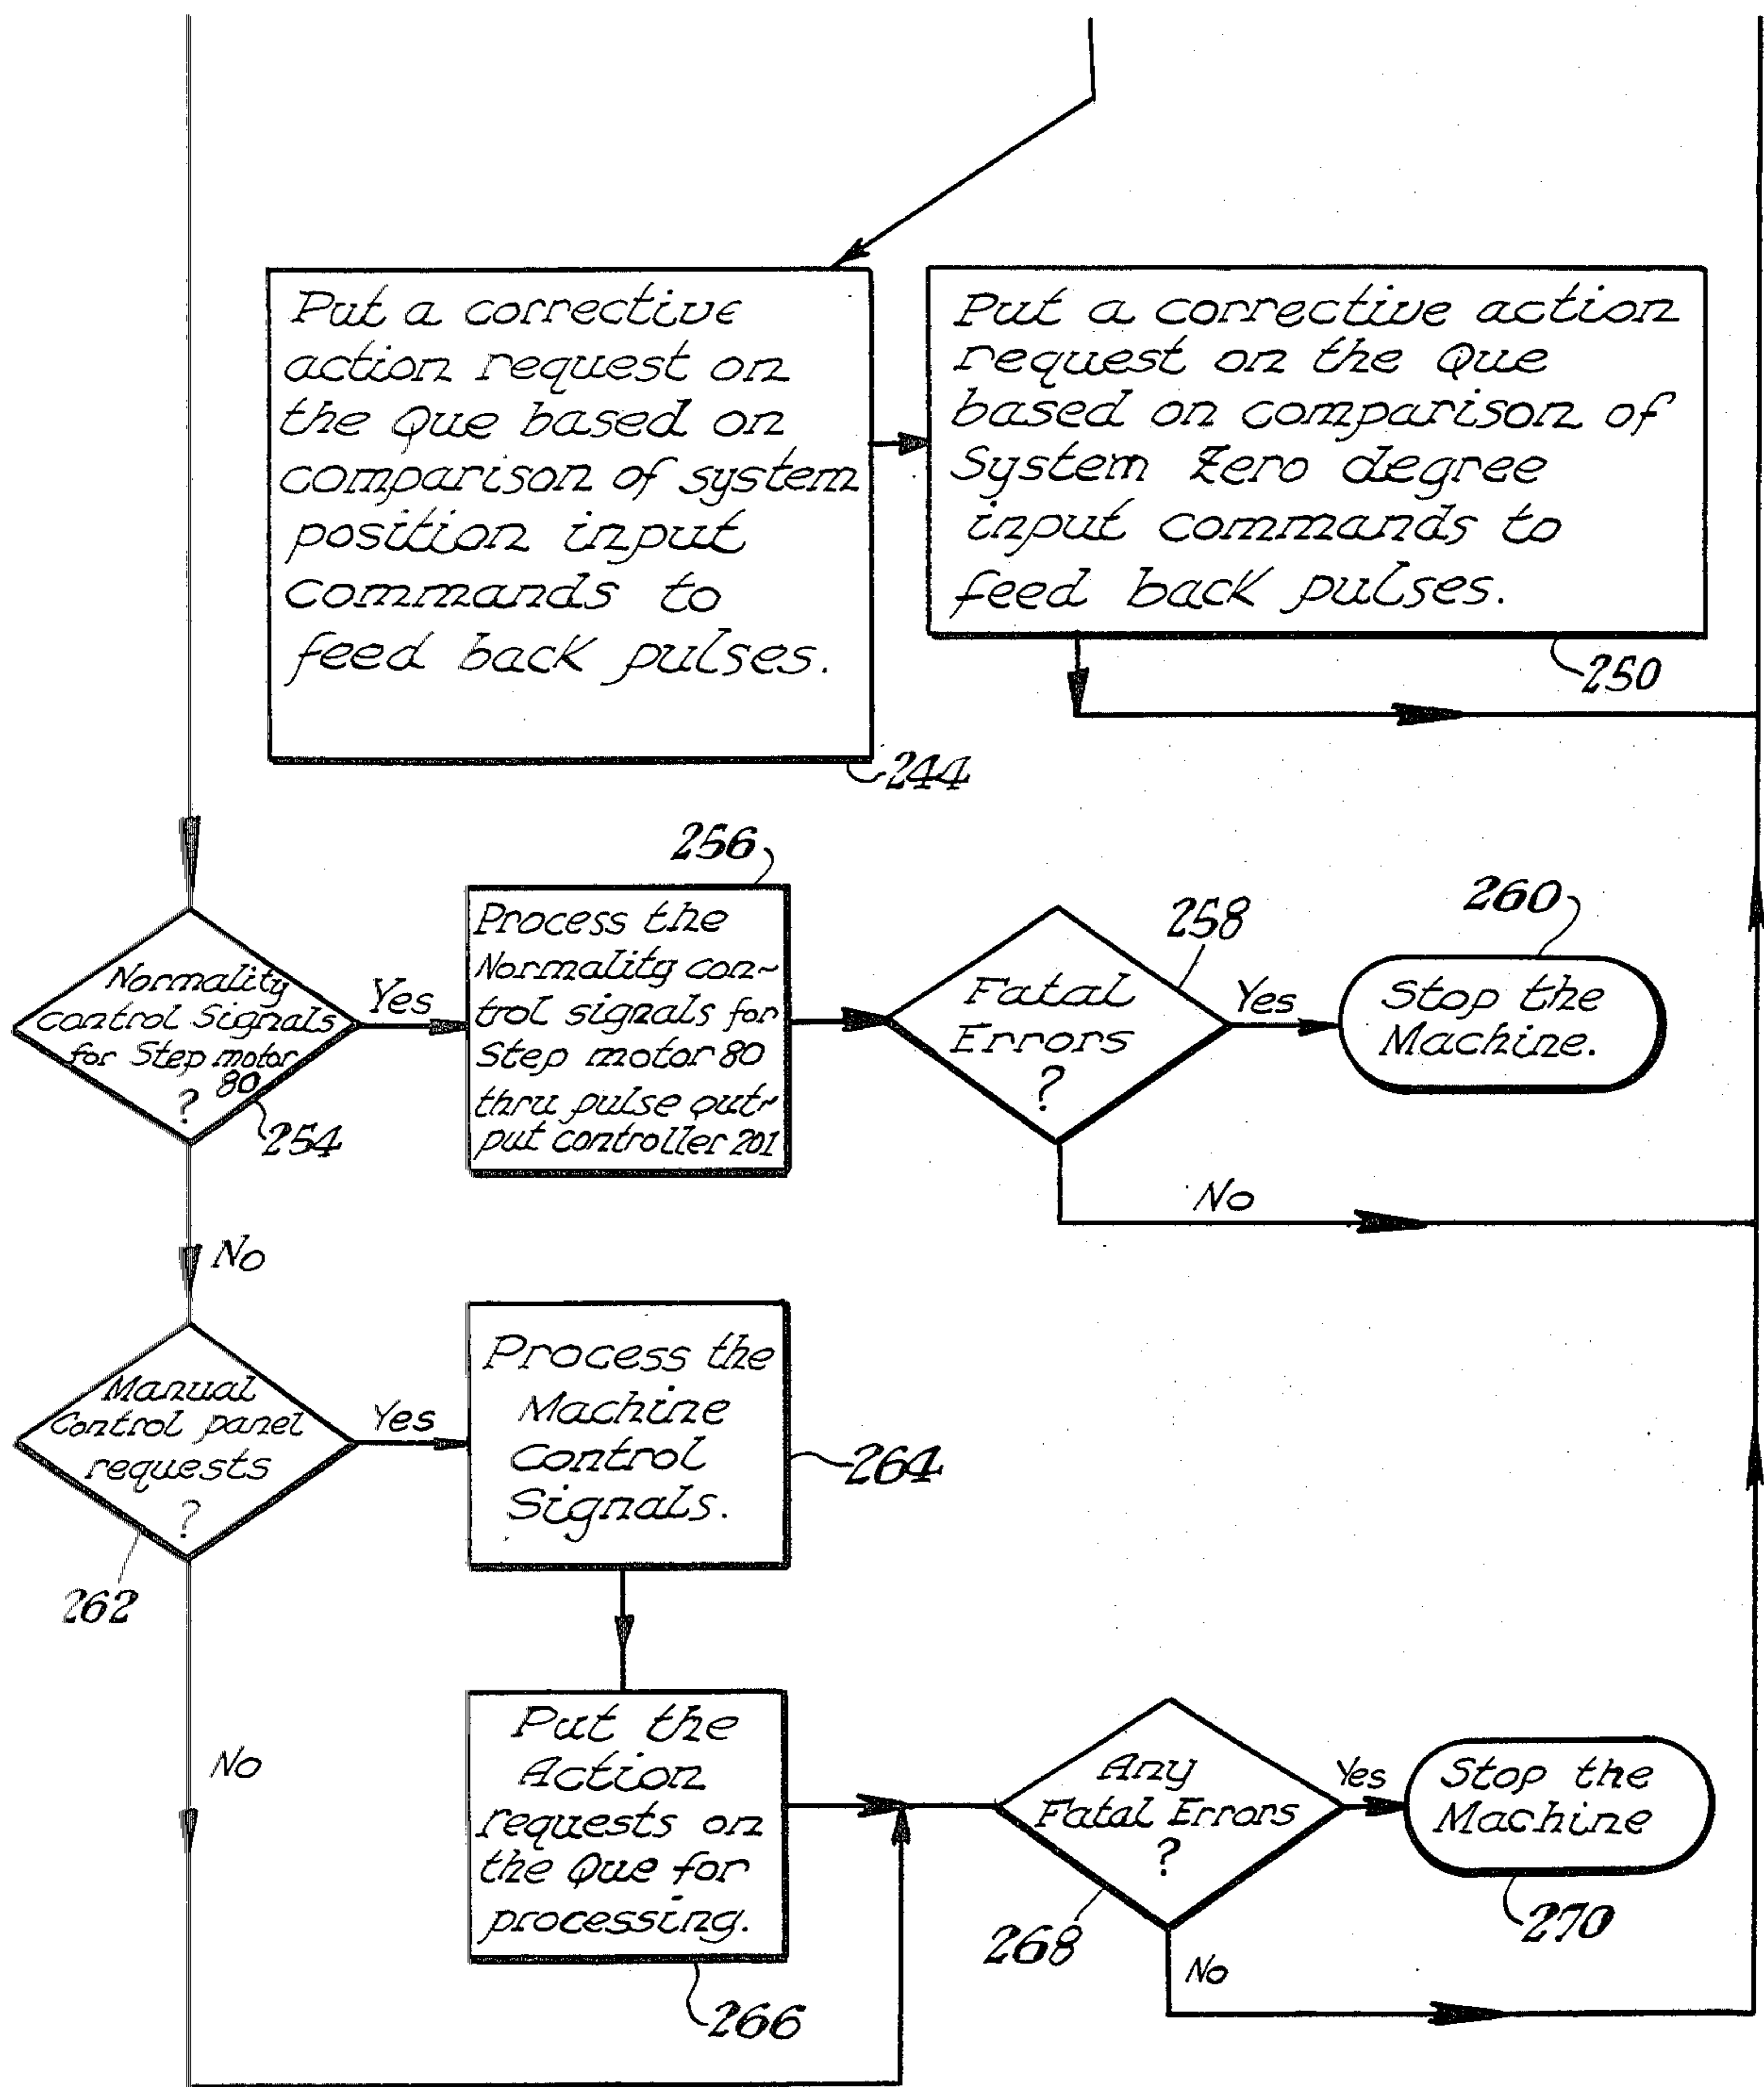 Put a corrective
action request on
the Que based on
comparison of system
position input
commands to
feed back pulses.
244
Put a corrective action
request on the Que
based on comparison of
System Zero degree
input commands to
feed back pulses.
250
Normality
Control Signals
for Step motor
80
?
254
Yes
No
256
Process the
Normality con-
trol signals for
Step motor 80
thru pulse out-
put controller 201
Fatal
Errors
?
258
Yes
No
260
Stop the
Machine.
Manual
Control panel
requests
?
262
Yes
No
Process the
Machine
Control
Signals.
264
Put the
Action
requests on
the Que for
processing.
266
Any
Fatal Errors
?
268
Yes
No
Stop the
Machine
270